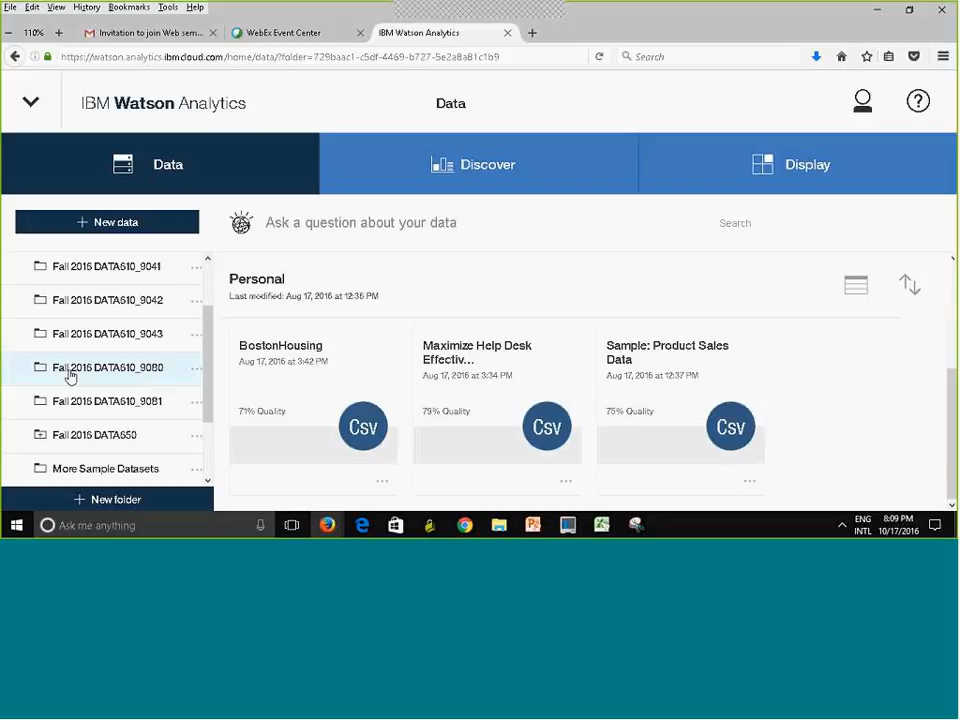 File Edit View History Bookmarks Tools Help
110% Invitation to join Web sem... WebEx Event Center IBM Watson Analytics
https://watson.analytics.ibmcloud.com/home/data/?folder=729baac1-c5df-4469-b727-5e2a8a81c1b9 Search
IBM Watson Analytics Data
Data Discover Display
New data Ask a question about your data Search
Fall 2016 DATA610_9041
Fall 2016 DATA610_9042
Fall 2016 DATA610_9043
Fall 2016 DATA610_9080
Fall 2016 DATA610_9081
Fall 2016 DATA650
More Sample Datasets
New folder
Personal
Last modified: Aug 17, 2016 at 12:36 PM
BostonHousing
Aug 17, 2016 at 3:42 PM
71% Quality
Csv
Maximize Help Desk
Effectiv...
Aug 17, 2016 at 3:34 PM
79% Quality
Csv
Sample: Product Sales
Data
Aug 17, 2016 at 12:37 PM
75% Quality
Csv
Ask me anything
ENG 8:09 PM
INTL 10/17/2016